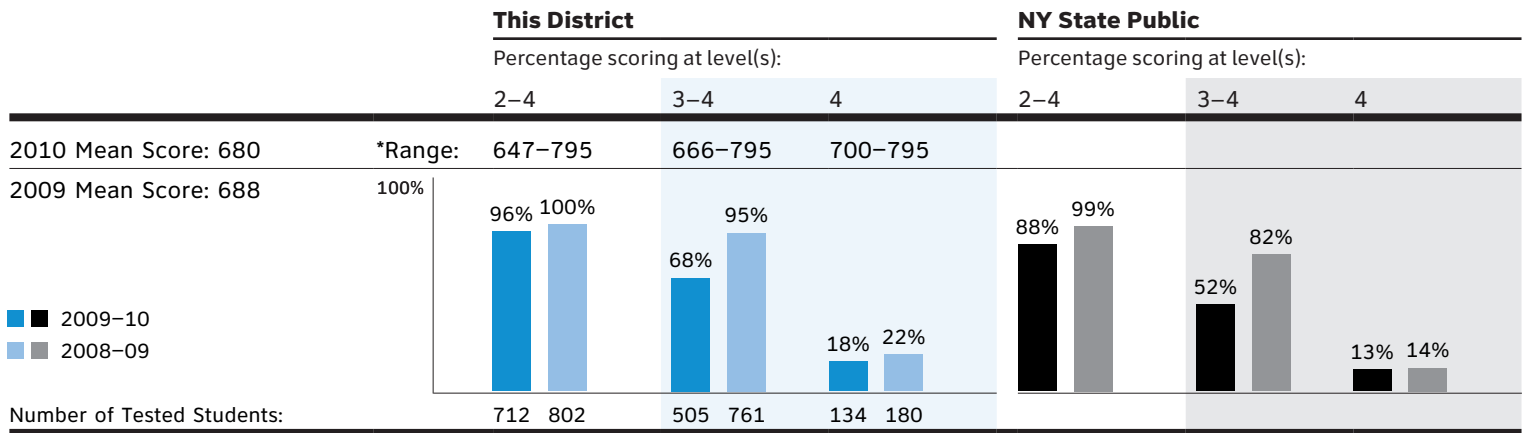 This District NY State Public
Percentage scoring at level(s): Percentage scoring at level(s):
2–4 3–4 4 2–4 3–4 4
2010 Mean Score: 680 *Range: 647–795 666–795 700–795
2009 Mean Score: 688 100%
96% 100% 68% 95% 18% 22% 88% 99% 52% 82% 13% 14%
2009–10
2008–09
Number of Tested Students: 712 802 505 761 134 180